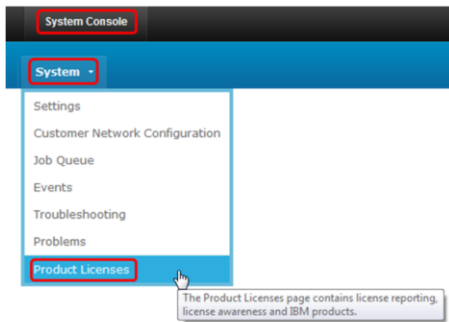 System Console
System
Settings
Customer Network Configuration
Job Queue
Events
Troubleshooting
Problems
Product Licenses
The Product Licenses page contains license reporting,
license awareness and IBM products.